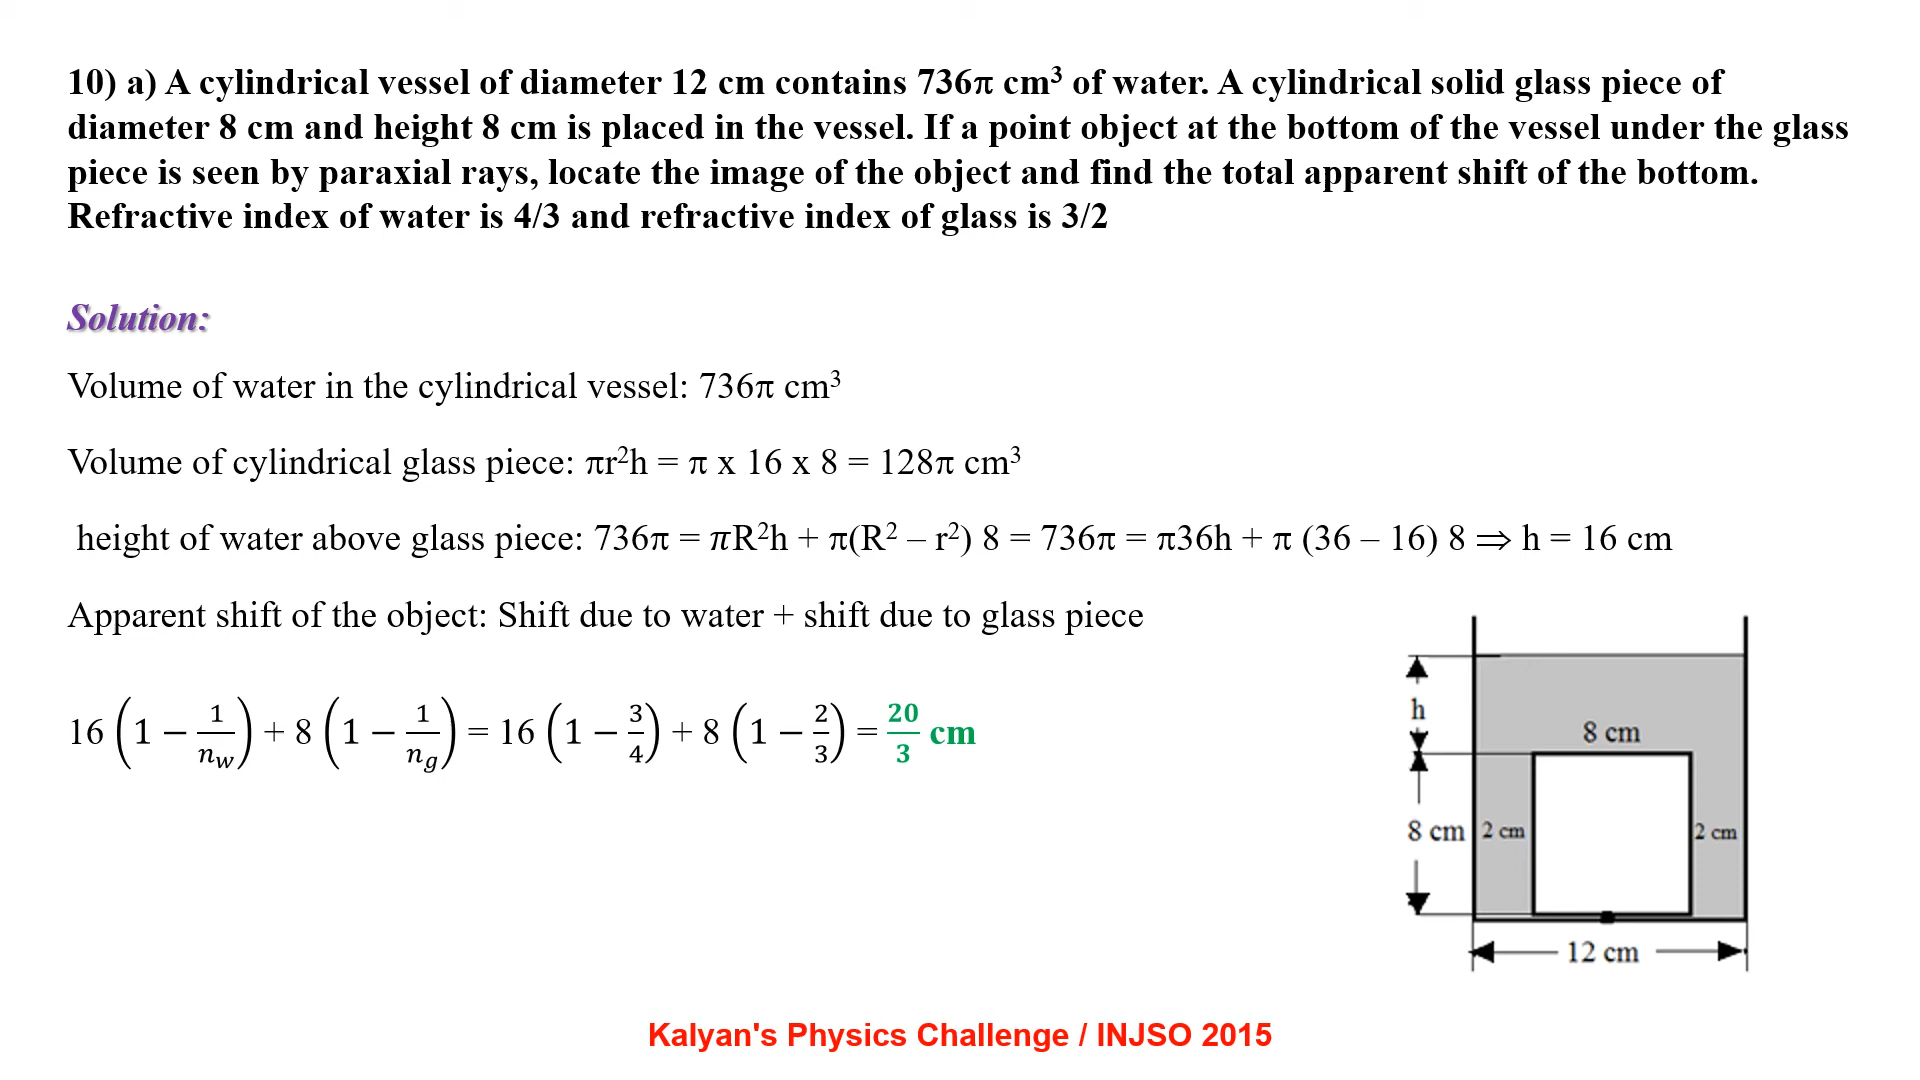 10) a) A cylindrical vessel of diameter 12 cm contains 736π cm³ of water. A cylindrical solid glass piece of
diameter 8 cm and height 8 cm is placed in the vessel. If a point object at the bottom of the vessel under the glass
piece is seen by paraxial rays, locate the image of the object and find the total apparent shift of the bottom.
Refractive index of water is 4/3 and refractive index of glass is 3/2
Solution:
Volume of water in the cylindrical vessel: 736π cm³
Volume of cylindrical glass piece: πr²h = π x 16 x 8 = 128π cm³
height of water above glass piece: 736π = πR²h + π(R² – r²) 8 = 736π = π36h + π (36 – 16) 8 ⇒ h = 16 cm
Apparent shift of the object: Shift due to water + shift due to glass piece
16 (1 − 1/n_w) + 8 (1 − 1/n_g) = 16 (1 − 3/4) + 8 (1 − 2/3) = 20/3 cm
h
8 cm
8 cm
2 cm
2 cm
12 cm
Kalyan's Physics Challenge / INJSO 2015